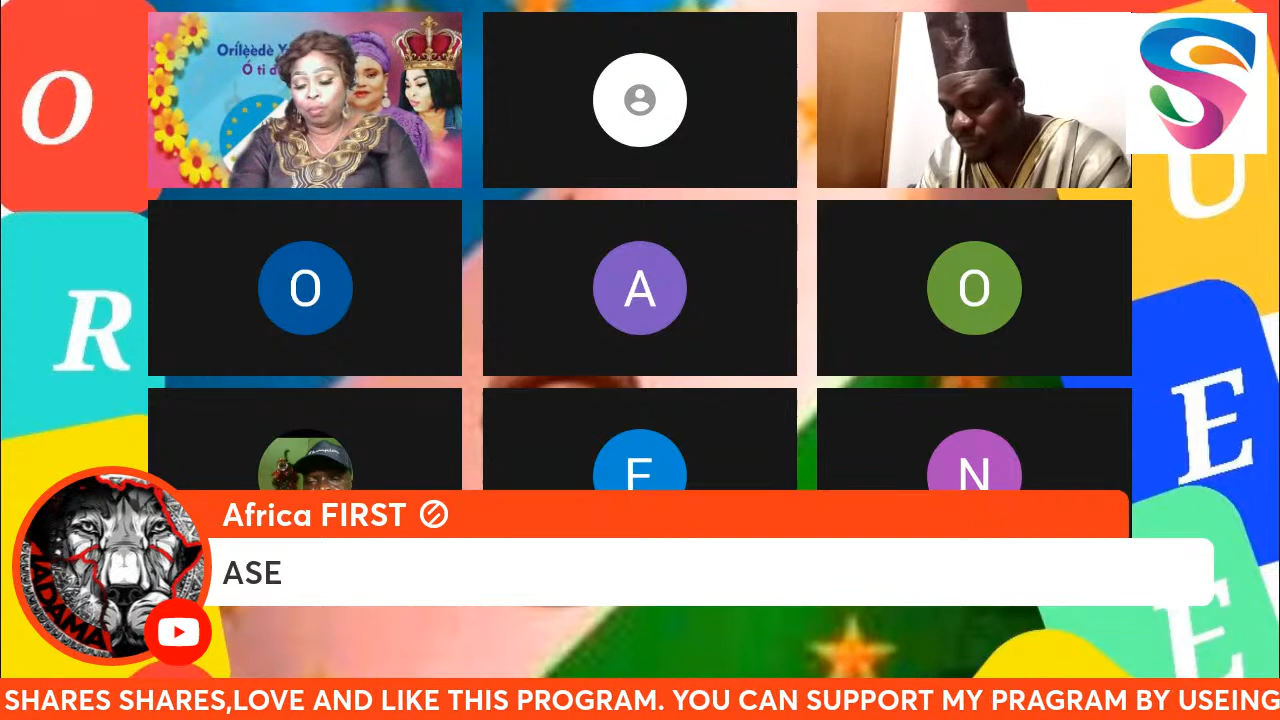 Orílẹ̀èdè Y
Ó ti d
O
R
U
E
E
O
A
O
F
N
ADAMA
Africa FIRST
ASE
SHARES SHARES,LOVE AND LIKE THIS PROGRAM. YOU CAN SUPPORT MY PRAGRAM BY USEING